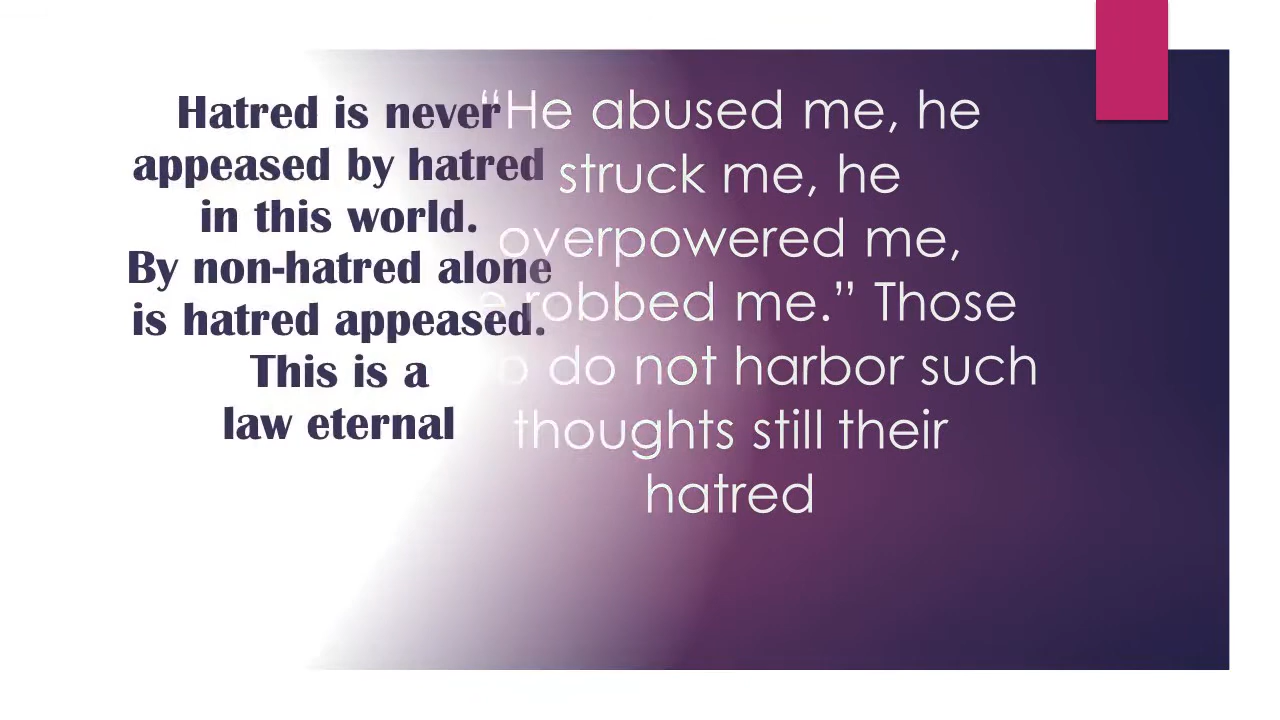 Hatred is never
appeased by hatred
in this world.
By non-hatred alone
is hatred appeased.
This is a
law eternal
“He abused me, he
struck me, he
overpowered me,
robbed me.” Those
do not harbor such
thoughts still their
hatred